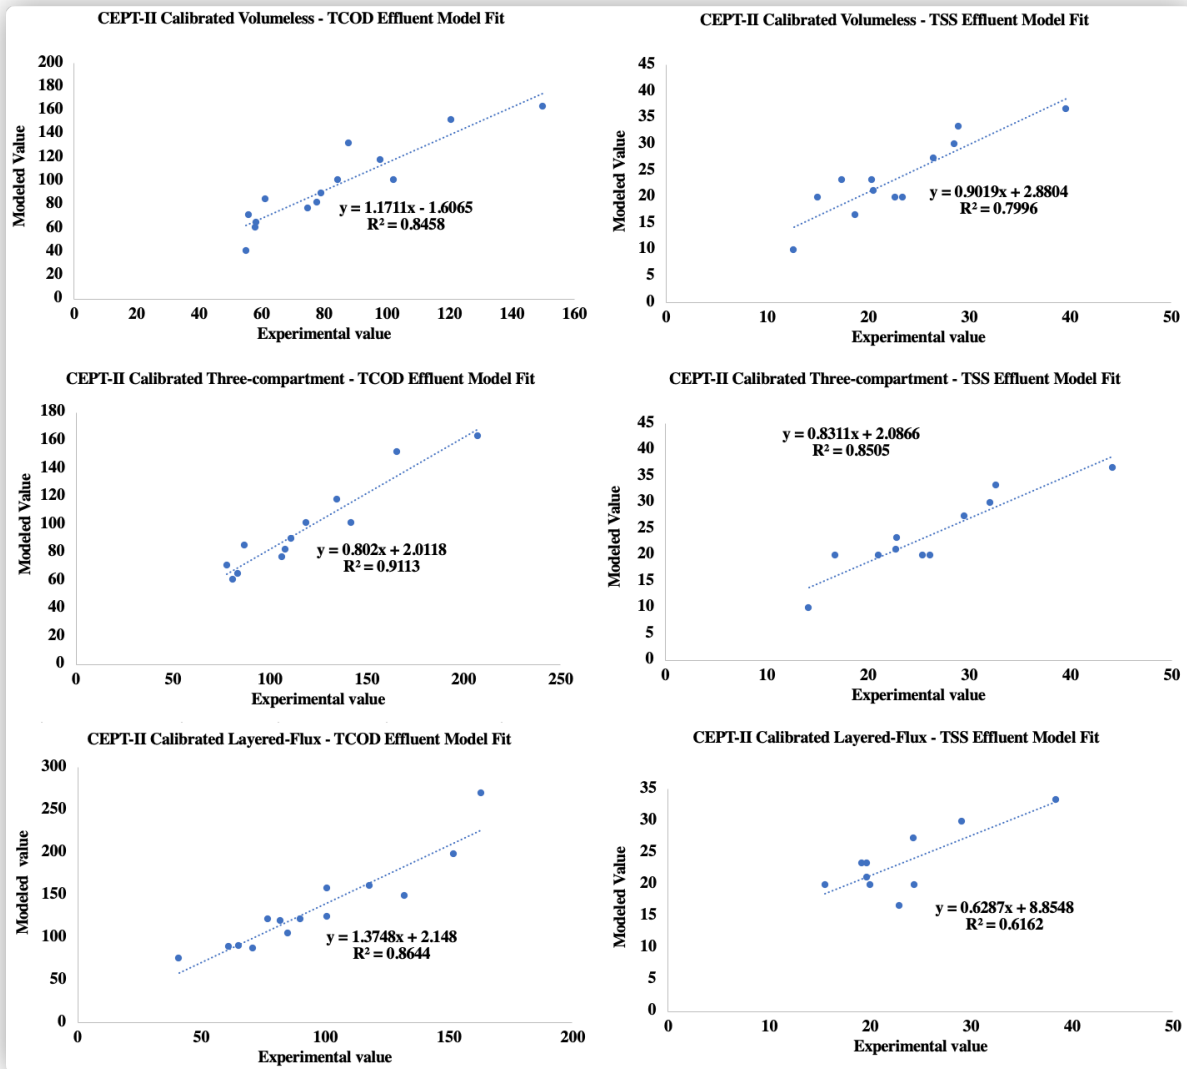 CEPT-II Calibrated Volumeless - TCOD Effluent Model Fit
200
180
160
140
120
100
80
60
40
20
0
Modeled Value
y = 1.1711x - 1.6065
R² = 0.8458
0 20 40 60 80 100 120 140 160
Experimental value
CEPT-II Calibrated Volumeless - TSS Effluent Model Fit
45
40
35
30
25
20
15
10
5
0
Modeled Value
y = 0.9019x + 2.8804
R² = 0.7996
0 10 20 30 40 50
Experimental value
CEPT-II Calibrated Three-compartment - TCOD Effluent Model Fit
180
160
140
120
100
80
60
40
20
0
Modeled Value
y = 0.802x + 2.0118
R² = 0.9113
0 50 100 150 200 250
Experimental value
CEPT-II Calibrated Three-compartment - TSS Effluent Model Fit
45
40
35
30
25
20
15
10
5
0
Modeled Value
y = 0.8311x + 2.0866
R² = 0.8505
0 10 20 30 40 50
Experimental value
CEPT-II Calibrated Layered-Flux - TCOD Effluent Model Fit
300
250
200
150
100
50
0
Modeled value
y = 1.3748x + 2.148
R² = 0.8644
0 50 100 150 200
Experimental value
CEPT-II Calibrated Layered-Flux - TSS Effluent Model Fit
35
30
25
20
15
10
5
0
Modeled Value
y = 0.6287x + 8.8548
R² = 0.6162
0 10 20 30 40 50
Experimental value